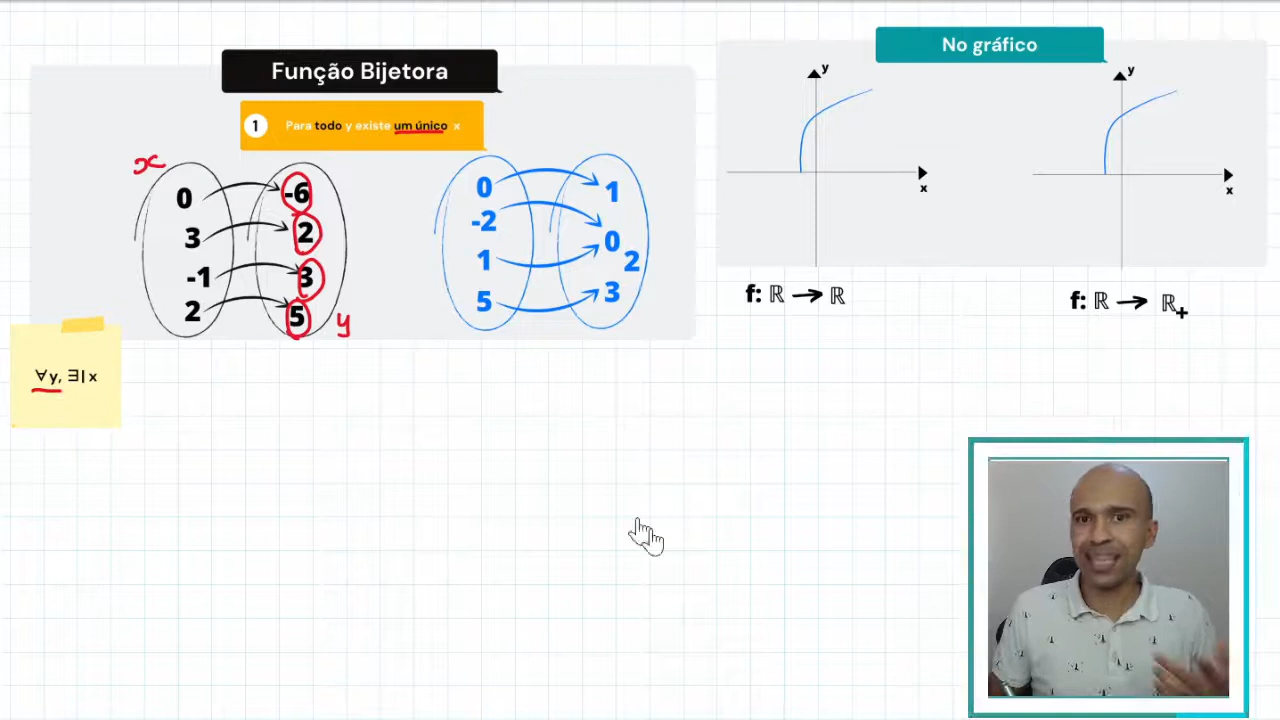 Função Bijetora
1 Para todo y existe um único x
x
0 -6
3 2
-1 3
2 5
y
0 1
-2 0
1 2
5 3
∀y, ∃| x
No gráfico
y
x
f: ℝ → ℝ
y
x
f: ℝ → ℝ+